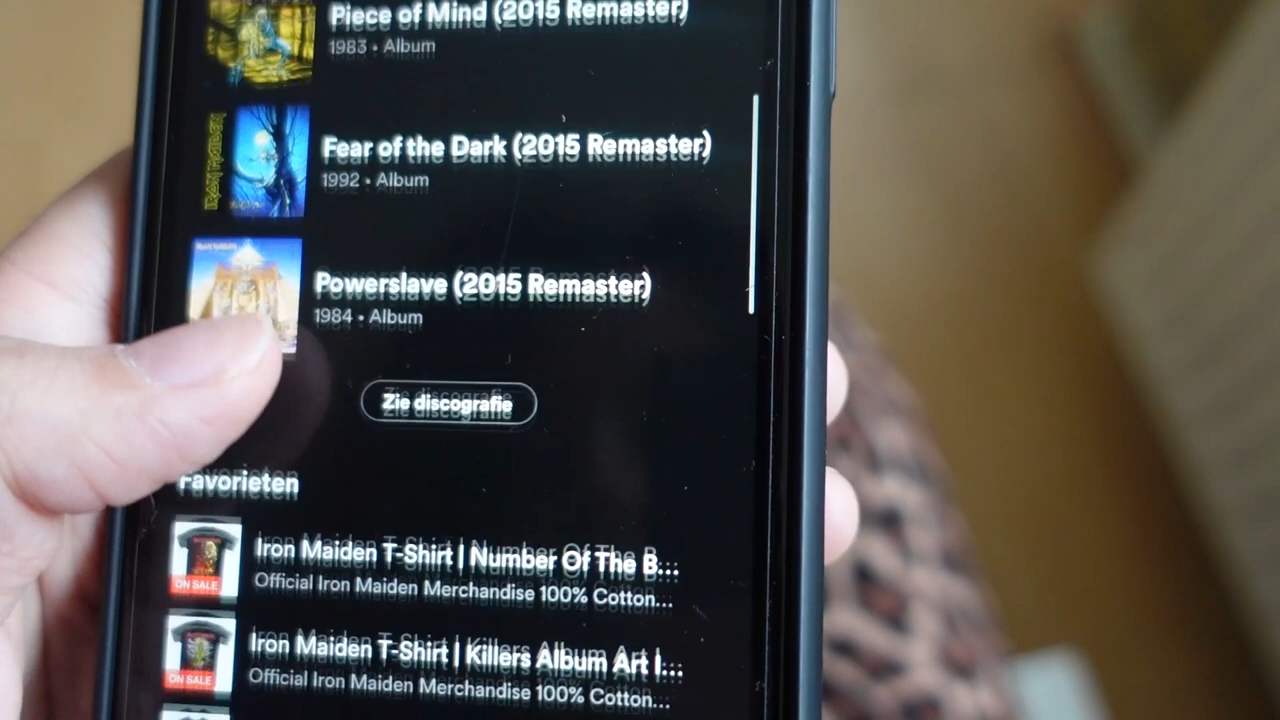 Piece of Mind (2015 Remaster)
1983 • Album
Fear of the Dark (2015 Remaster)
1992 • Album
Powerslave (2015 Remaster)
1984 • Album
Zie discografie
Favorieten
Iron Maiden T-Shirt | Number Of The B...
Official Iron Maiden Merchandise 100% Cotton...
ON SALE
Iron Maiden T-Shirt | Killers Album Art I...
Official Iron Maiden Merchandise 100% Cotton...
ON SALE